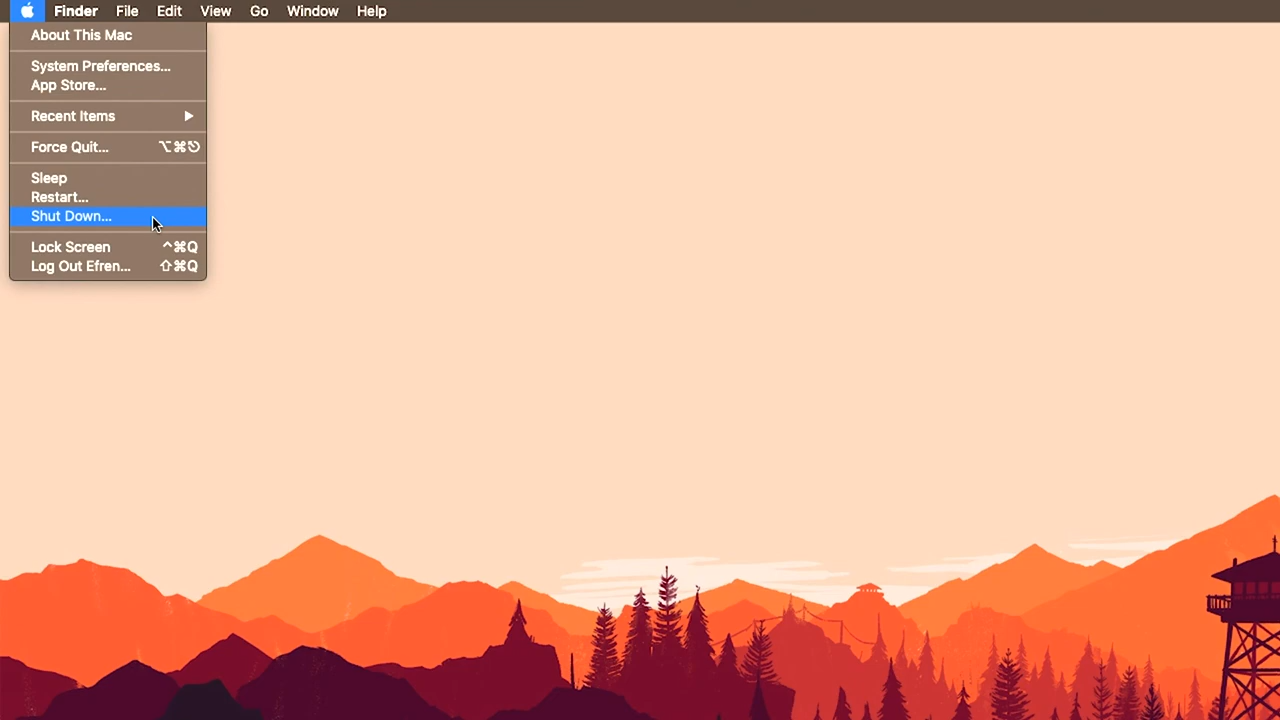 Finder File Edit View Go Window Help
About This Mac
System Preferences...
App Store...
Recent Items ▶
Force Quit... ⌥⌘⎋
Sleep
Restart...
Shut Down...
Lock Screen ^⌘Q
Log Out Efren... ⇧⌘Q